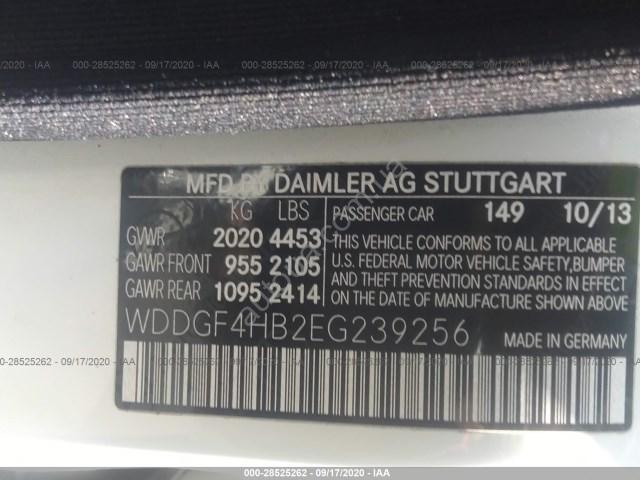 000-28525262 - 09/17/2020 - IAA
MFD BY DAIMLER AG STUTTGART
KG LBS
GVWR 2020 4453
GAWR FRONT 955 2105
GAWR REAR 1095 2414
PASSENGER CAR 149 10/13
THIS VEHICLE CONFORMS TO ALL APPLICABLE
U.S. FEDERAL MOTOR VEHICLE SAFETY,BUMPER
AND THEFT PREVENTION STANDARDS IN EFFECT
ON THE DATE OF MANUFACTURE SHOWN ABOVE
WDDGF4HB2EG239256 MADE IN GERMANY
000-28525262 - 09/17/2020 - IAA
000-28525262 - 09/17/2020 - IAA